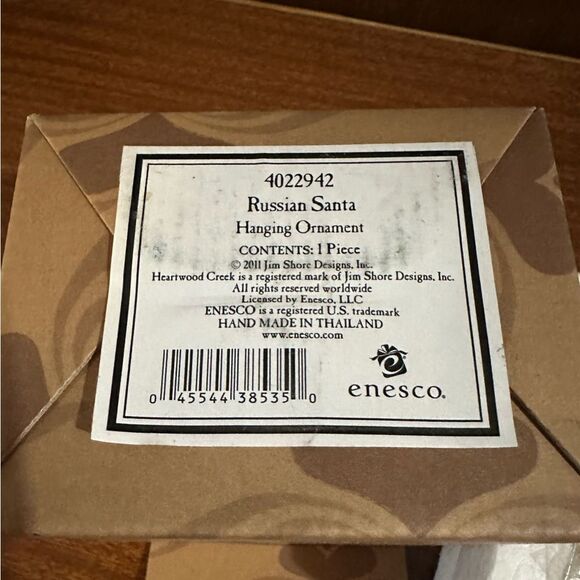 4022942
Russian Santa
Hanging Ornament
CONTENTS: 1 Piece
© 2011 Jim Shore Designs, Inc.
Heartwood Creek is a registered mark of Jim Shore Designs, Inc.
All rights reserved worldwide
Licensed by Enesco, LLC
ENESCO is a registered U.S. trademark
HAND MADE IN THAILAND
www.enesco.com
0 45544 38535 0
enesco.